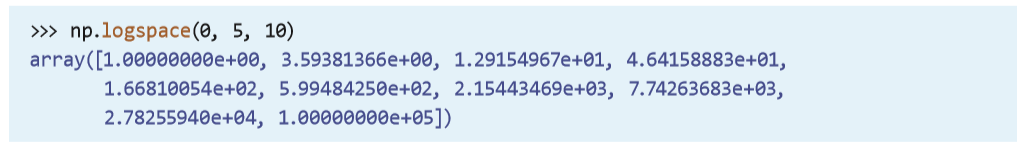 >>> np.logspace(0, 5, 10)
array([1.00000000e+00, 3.59381366e+00, 1.29154967e+01, 4.64158883e+01,
1.66810054e+02, 5.99484250e+02, 2.15443469e+03, 7.74263683e+03,
2.78255940e+04, 1.00000000e+05])